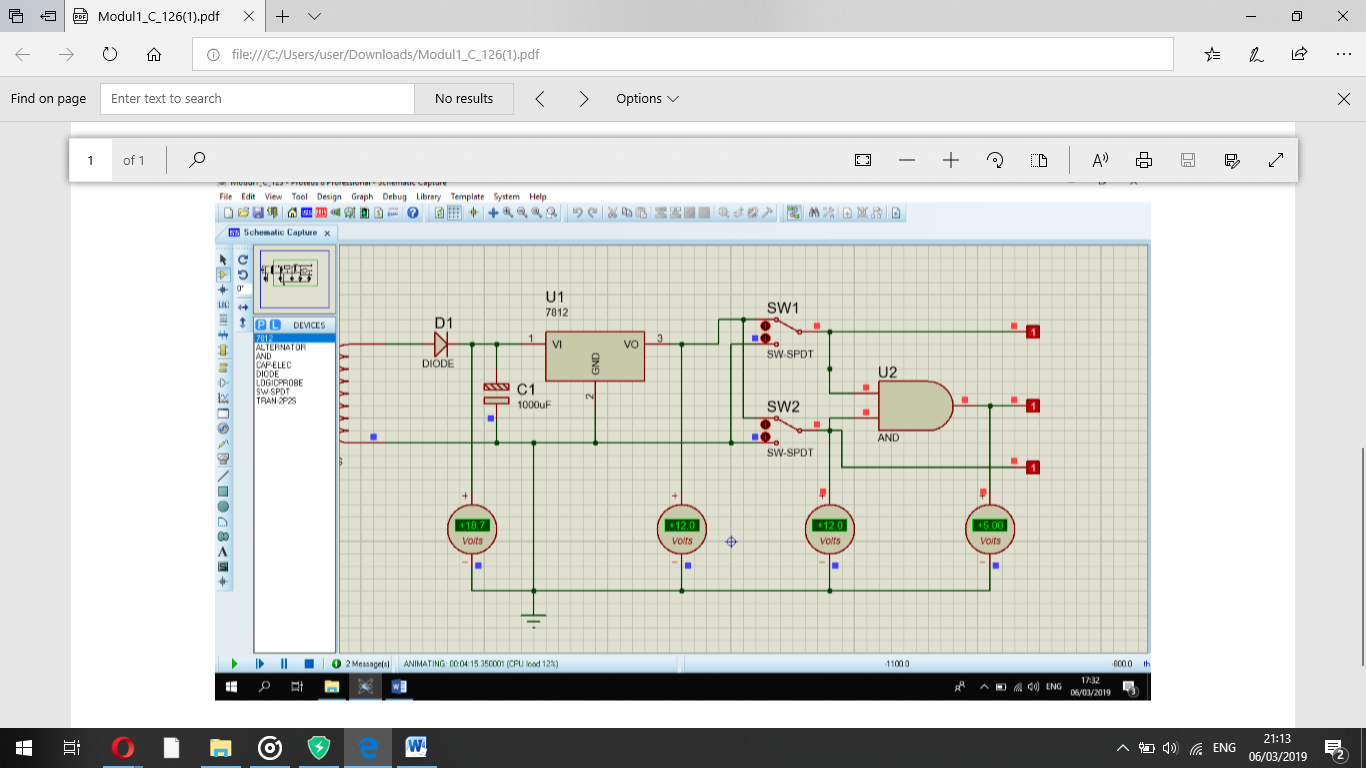 Modul1_C_126(1).pdf
file:///C:/Users/user/Downloads/Modul1_C_126(1).pdf
Find on page
Enter text to search
No results
Options
1 of 1
File Edit View Tool Design Graph Debug Library Template System Help
Schematic Capture
0°
P L DEVICES
7812
ALTERNATOR
AND
CAP-ELEC
DIODE
LOGICPROBE
SW-SPDT
TRAN-2P2S
D1
DIODE
U1
7812
1 VI VO 3
GND
2
C1
1000uF
SW1
SW-SPDT
SW2
SW-SPDT
U2
AND
1
1
1
+18.7
Volts
+12.0
Volts
+12.0
Volts
+5.00
Volts
2 Message(s)
ANIMATING: 00:04:15.350001 (CPU load 12%)
-1100.0
-800.0 th
ENG
17:32
06/03/2019
ENG
21:13
06/03/2019
2